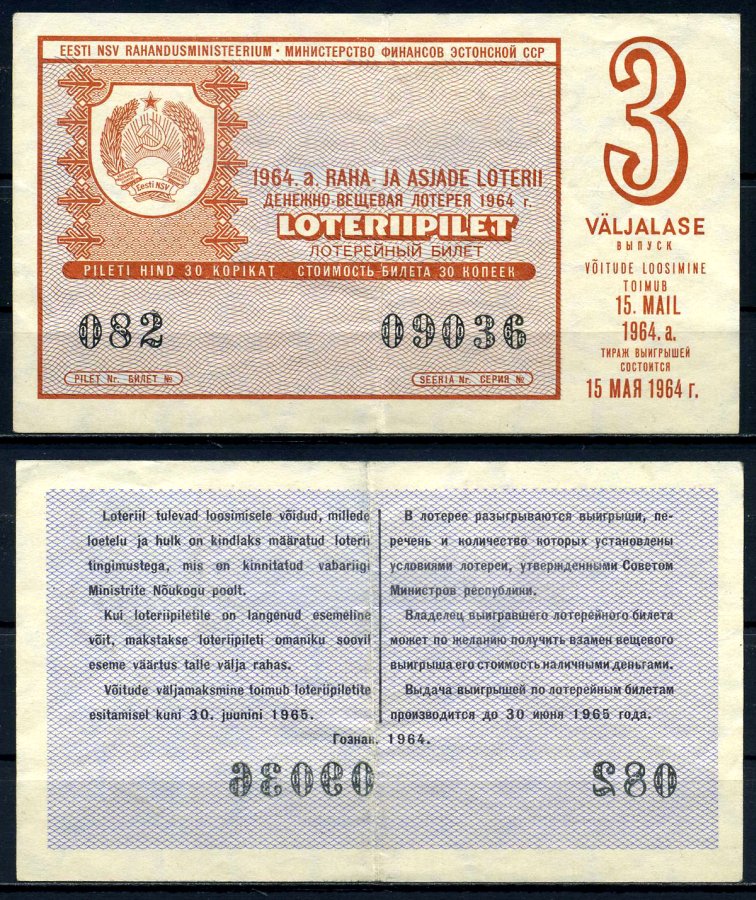 EESTI NSV RAHANDUSMINISTEERIUM · МИНИСТЕРСТВО ФИНАНСОВ ЭСТОНСКОЙ ССР
Eesti NSV
1964. a. RAHA- JA ASJADE LOTERII
ДЕНЕЖНО-ВЕЩЕВАЯ ЛОТЕРЕЯ 1964 г.
LOTERIIPILET
ЛОТЕРЕЙНЫЙ БИЛЕТ
PILETI HIND 30 KOPIKAT СТОИМОСТЬ БИЛЕТА 30 КОПЕЕК
082 09036
PILET Nr. БИЛЕТ № SEERIA Nr. СЕРИЯ №
3
VÄLJALASE
ВЫПУСК
VÕITUDE LOOSIMINE
TOIMUB
15. MAIL
1964. a.
ТИРАЖ ВЫИГРЫШЕЙ
СОСТОИТСЯ
15 МАЯ 1964 г.
Loteriil tulevad loosimisele võidud, millede
loetelu ja hulk on kindlaks määratud loterii
tingimustega, mis on kinnitatud vabariigi
Ministrite Nõukogu poolt.
Kui loteriipiletile on langenud esemeline
võit, makstakse loteriipileti omaniku soovil
eseme väärtus talle välja rahas.
Võitude väljamaksmine toimub loteriipiletite
esitamisel kuni 30. juunini 1965.
В лотерее разыгрываются выигрыши, пе-
речень и количество которых установлены
условиями лотереи, утвержденными Советом
Министров республики.
Владелец выигравшего лотерейного билета
может по желанию получить взамен вещевого
выигрыша его стоимость наличными деньгами.
Выдача выигрышей по лотерейным билетам
производится до 30 июня 1965 года.
Гознак. 1964.
09036 082